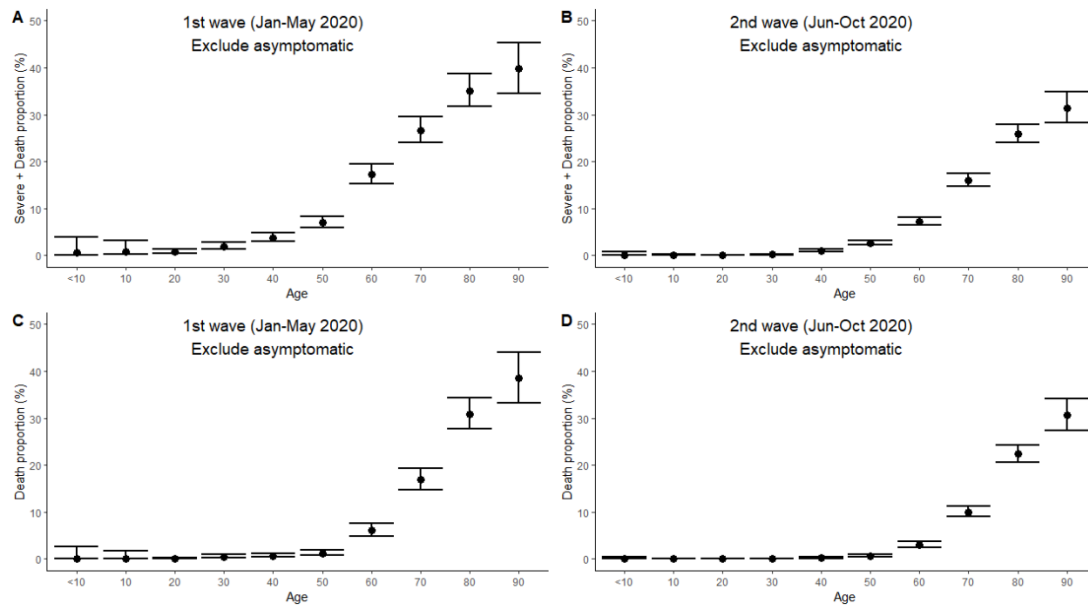 A
1st wave (Jan-May 2020)
Exclude asymptomatic
Severe + Death proportion (%)
50
40
30
20
10
0
<10 10 20 30 40 50 60 70 80 90
Age
B
2nd wave (Jun-Oct 2020)
Exclude asymptomatic
Severe + Death proportion (%)
50
40
30
20
10
0
<10 10 20 30 40 50 60 70 80 90
Age
C
1st wave (Jan-May 2020)
Exclude asymptomatic
Death proportion (%)
50
40
30
20
10
0
<10 10 20 30 40 50 60 70 80 90
Age
D
2nd wave (Jun-Oct 2020)
Exclude asymptomatic
Death proportion (%)
50
40
30
20
10
0
<10 10 20 30 40 50 60 70 80 90
Age